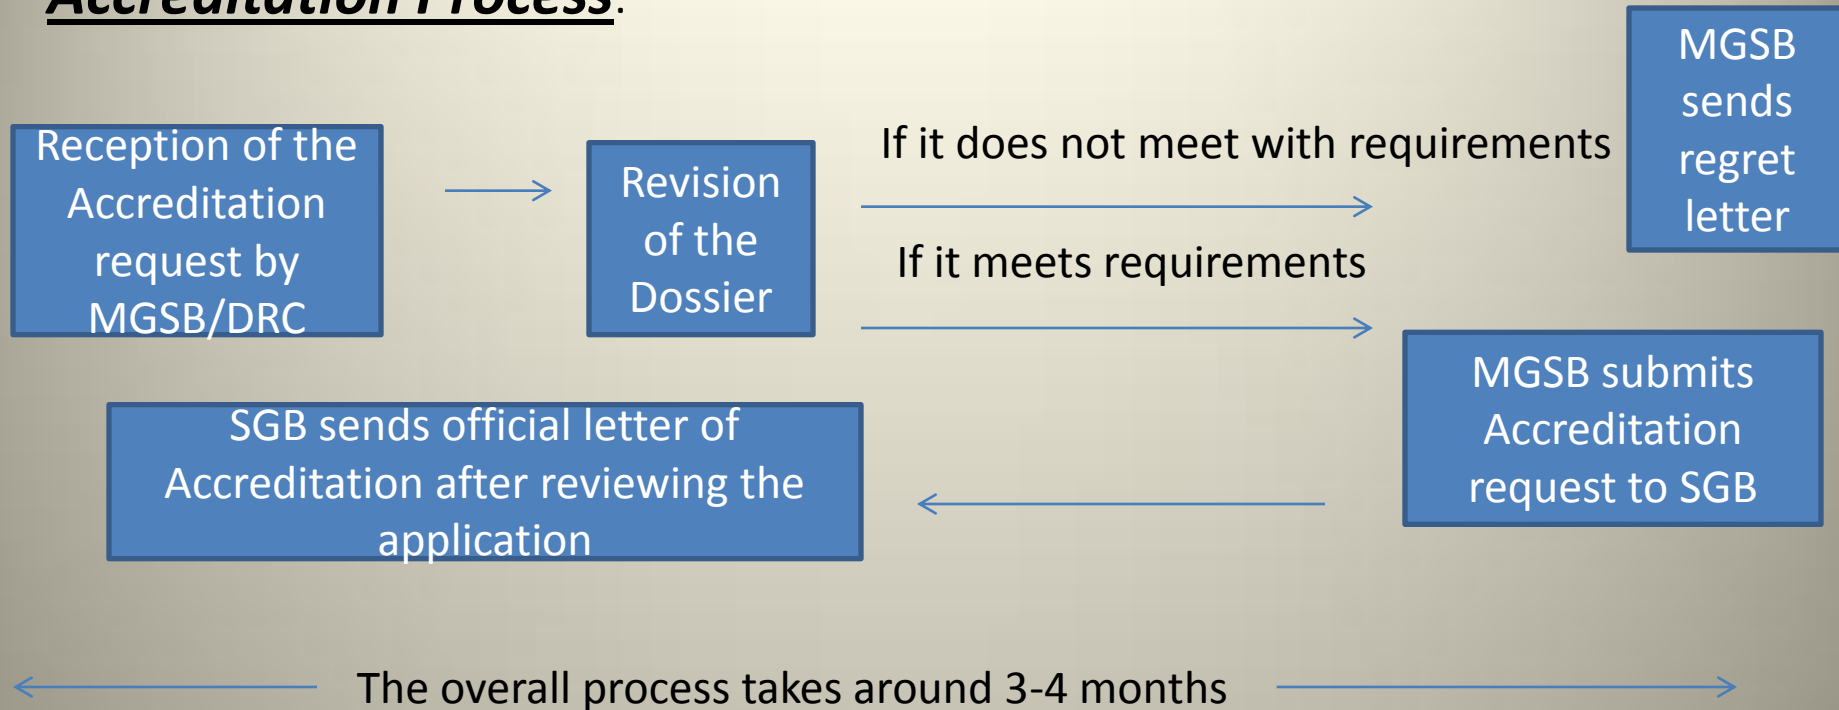 Accreditation Process:
Reception of the
Accreditation
request by
MGSB/DRC
Revision
of the
Dossier
If it does not meet with requirements
If it meets requirements
MGSB
sends
regret
letter
MGSB submits
Accreditation
request to SGB
SGB sends official letter of
Accreditation after reviewing the
application
The overall process takes around 3-4 months